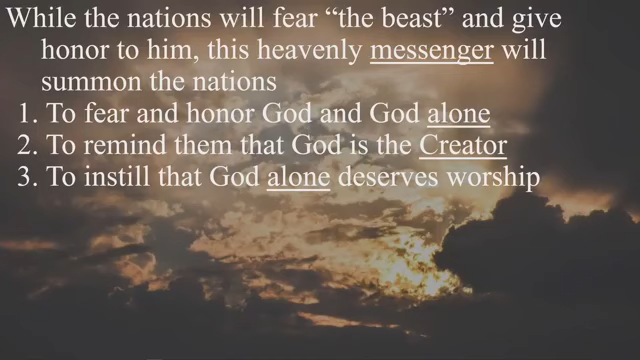 While the nations will fear “the beast” and give
honor to him, this heavenly messenger will
summon the nations
1. To fear and honor God and God alone
2. To remind them that God is the Creator
3. To instill that God alone deserves worship